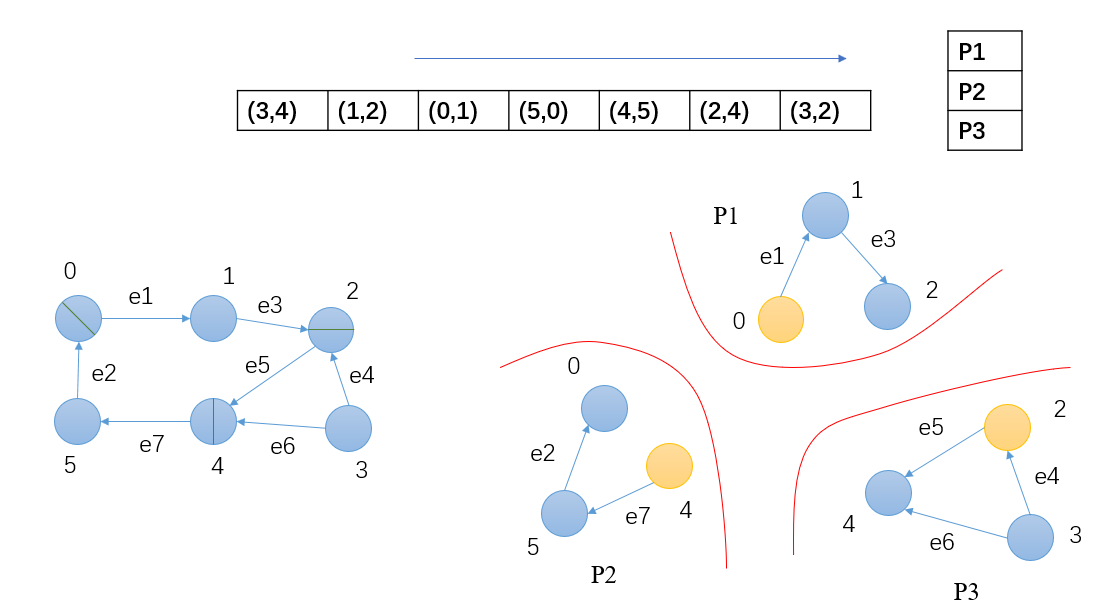 P1
P2
P3
(3,4) (1,2) (0,1) (5,0) (4,5) (2,4) (3,2)
0
e1
1
e3
2
e2
e5
e4
5
e7
4
e6
3
P1
1
e1
e3
0
2
0
e2
4
e7
5
P2
2
e5
e4
4
e6
3
P3